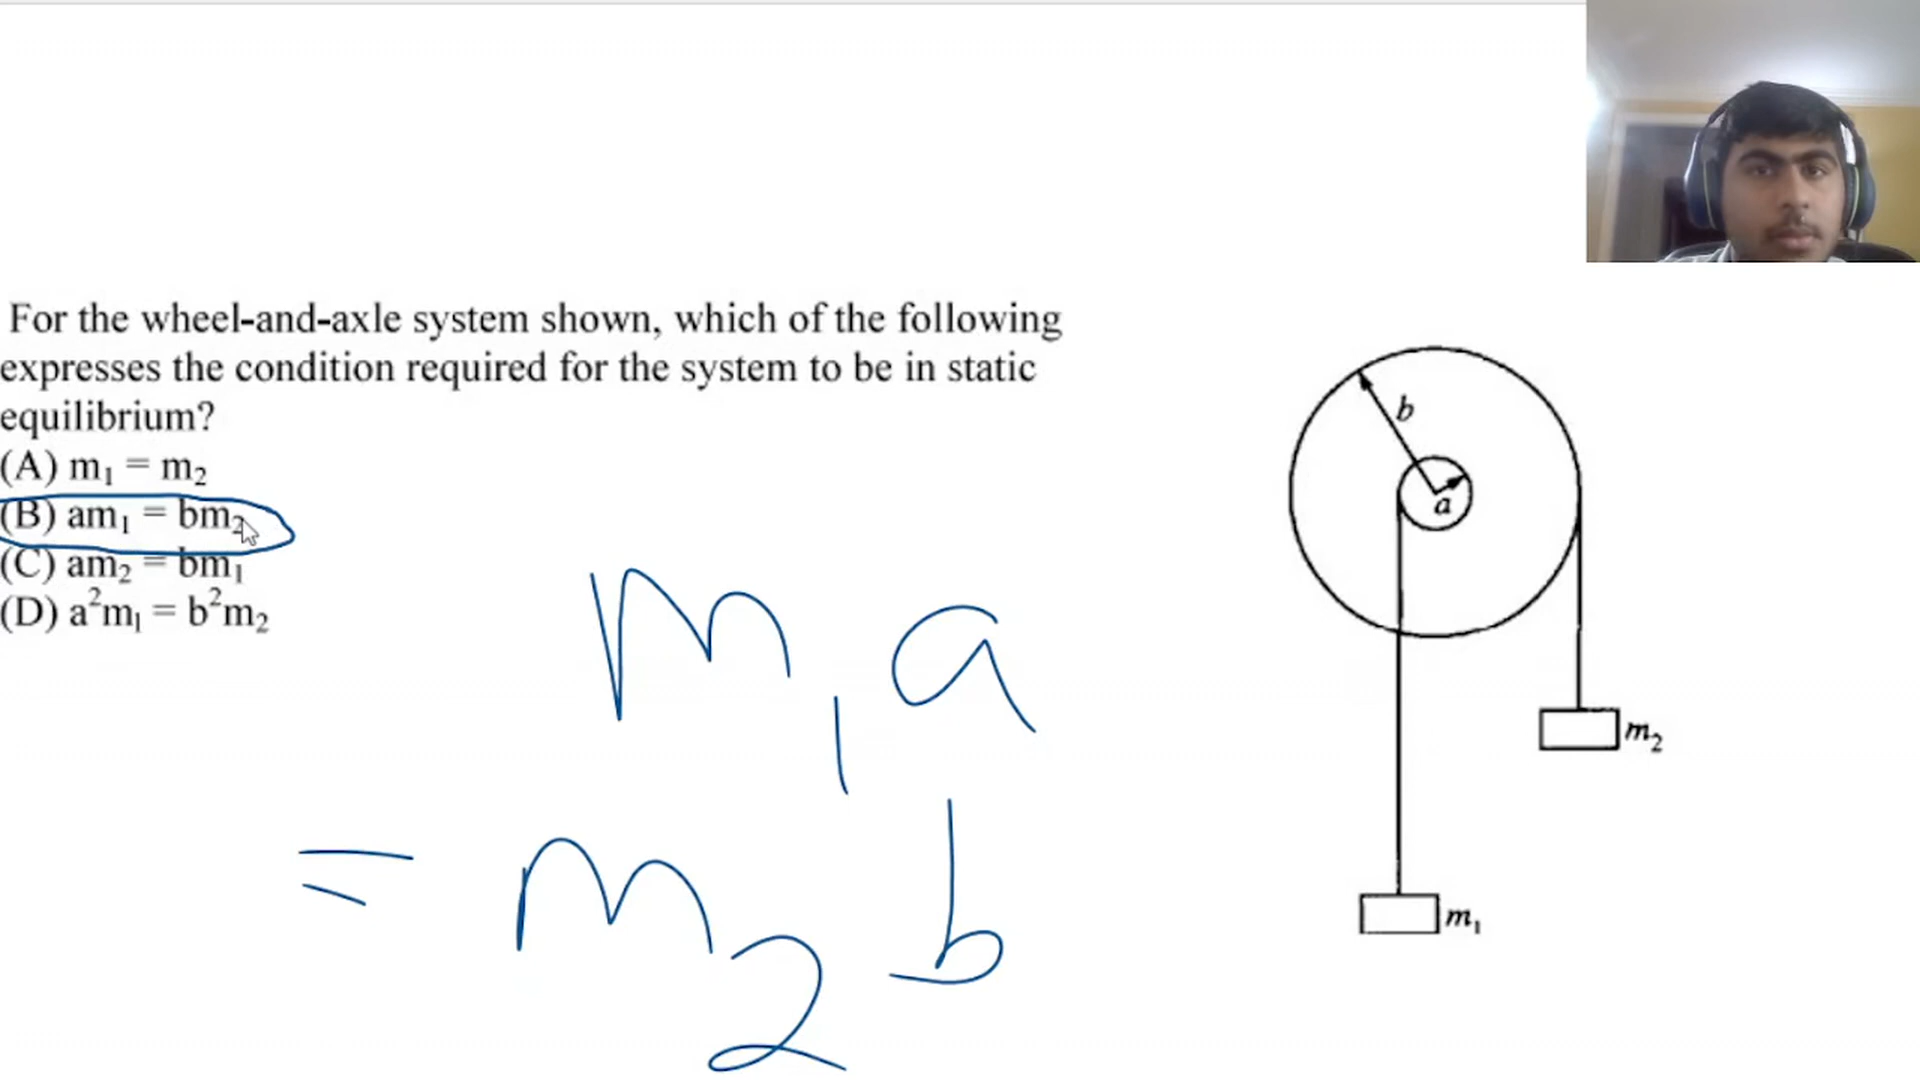 For the wheel-and-axle system shown, which of the following
expresses the condition required for the system to be in static
equilibrium?
(A) m₁ = m₂
(B) am₁ = bm₂
(C) am₂ = bm₁
(D) a²m₁ = b²m₂
m₁a
= m₂b
b
a
m₂
m₁